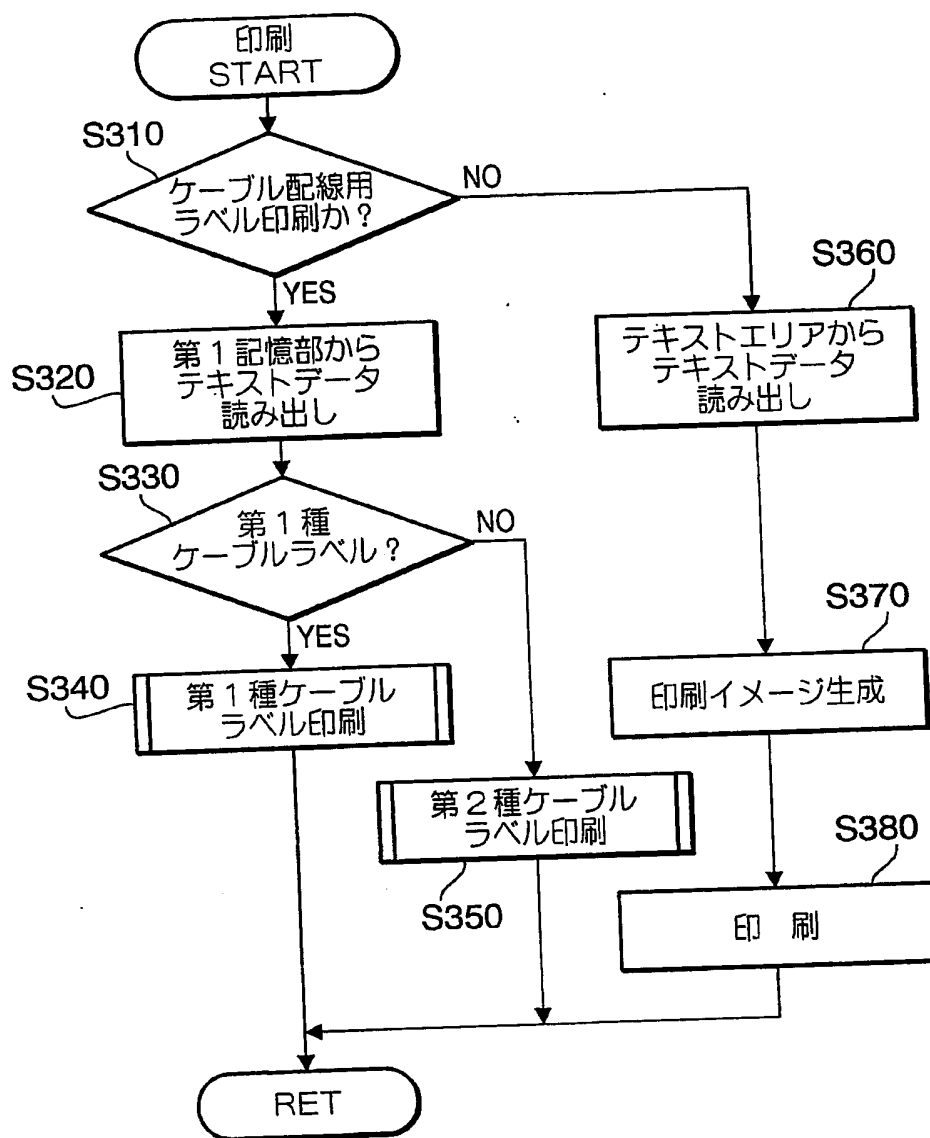 印刷
START
S310
ケーブル配線用
ラベル印刷か?
NO
YES
S320
第1記憶部から
テキストデータ
読み出し
S330
第1種
ケーブルラベル?
NO
YES
S340
第1種ケーブル
ラベル印刷
第2種ケーブル
ラベル印刷
S350
S360
テキストエリアから
テキストデータ
読み出し
S370
印刷イメージ生成
S380
印 刷
RET